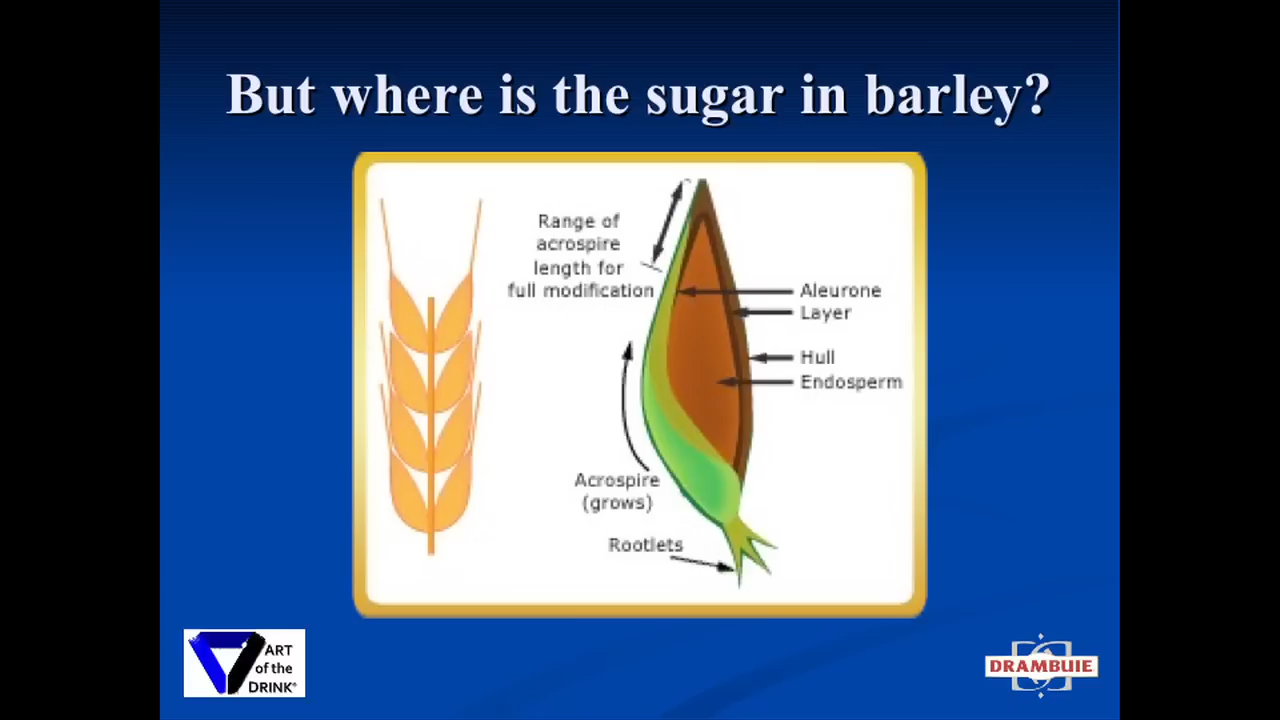 But where is the sugar in barley?
Range of
acrospire
length for
full modification
Aleurone
Layer
Hull
Endosperm
Acrospire
(grows)
Rootlets
ART
of the
DRINK®
DRAMBUIE